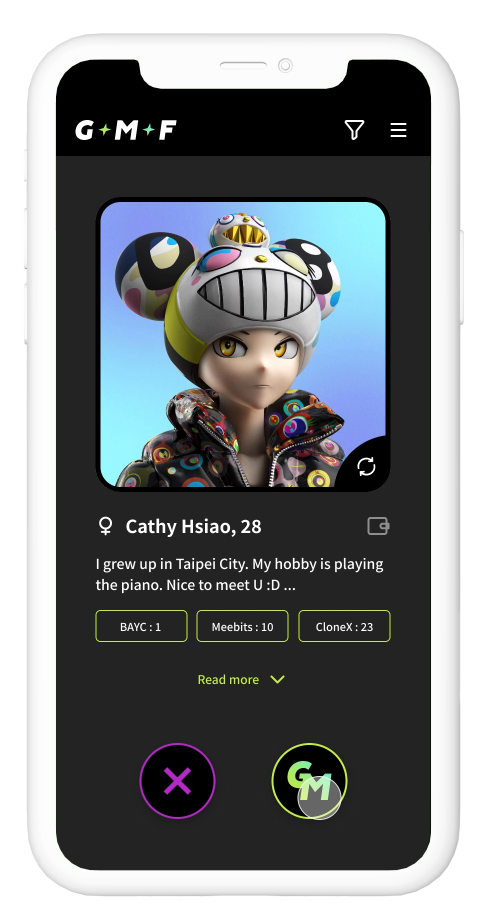 G M F
Cathy Hsiao, 28
I grew up in Taipei City. My hobby is playing
the piano. Nice to meet U :D ...
BAYC : 1 Meebits : 10 CloneX : 23
Read more
GM